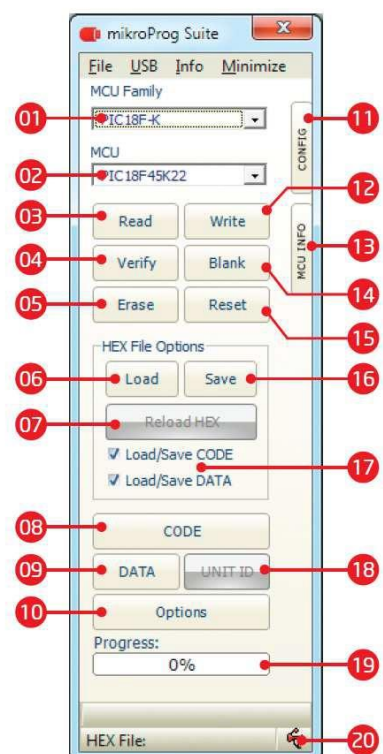 mikroProg Suite
File USB Info Minimize
MCU Family
01 PIC18F-K 11
CONFIG
MCU
02 PIC18F45K22 12
03 Read Write
MCU INFO 13
04 Verify Blank 14
05 Erase Reset 15
HEX File Options
06 Load Save 16
07 Reload HEX
Load/Save CODE 17
Load/Save DATA
08 CODE
09 DATA UNIT ID 18
10 Options
Progress:
0% 19
HEX File: 20